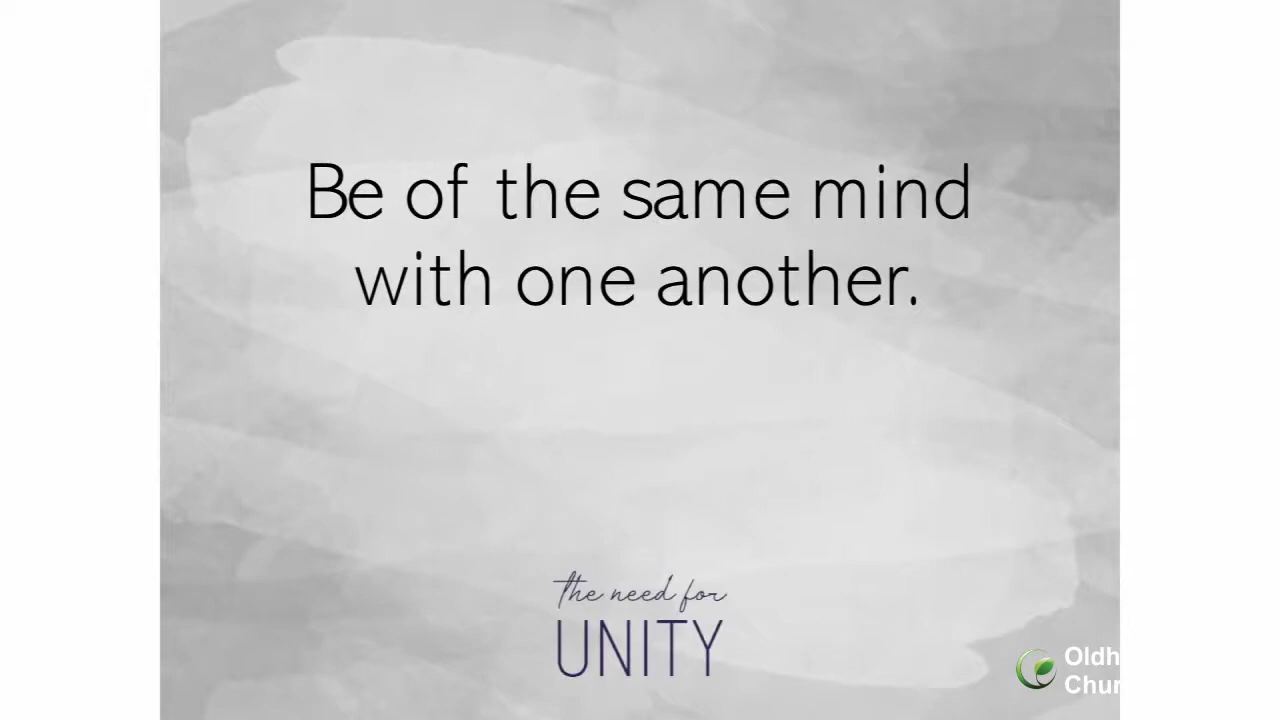 Be of the same mind
with one another.
the need for
UNITY